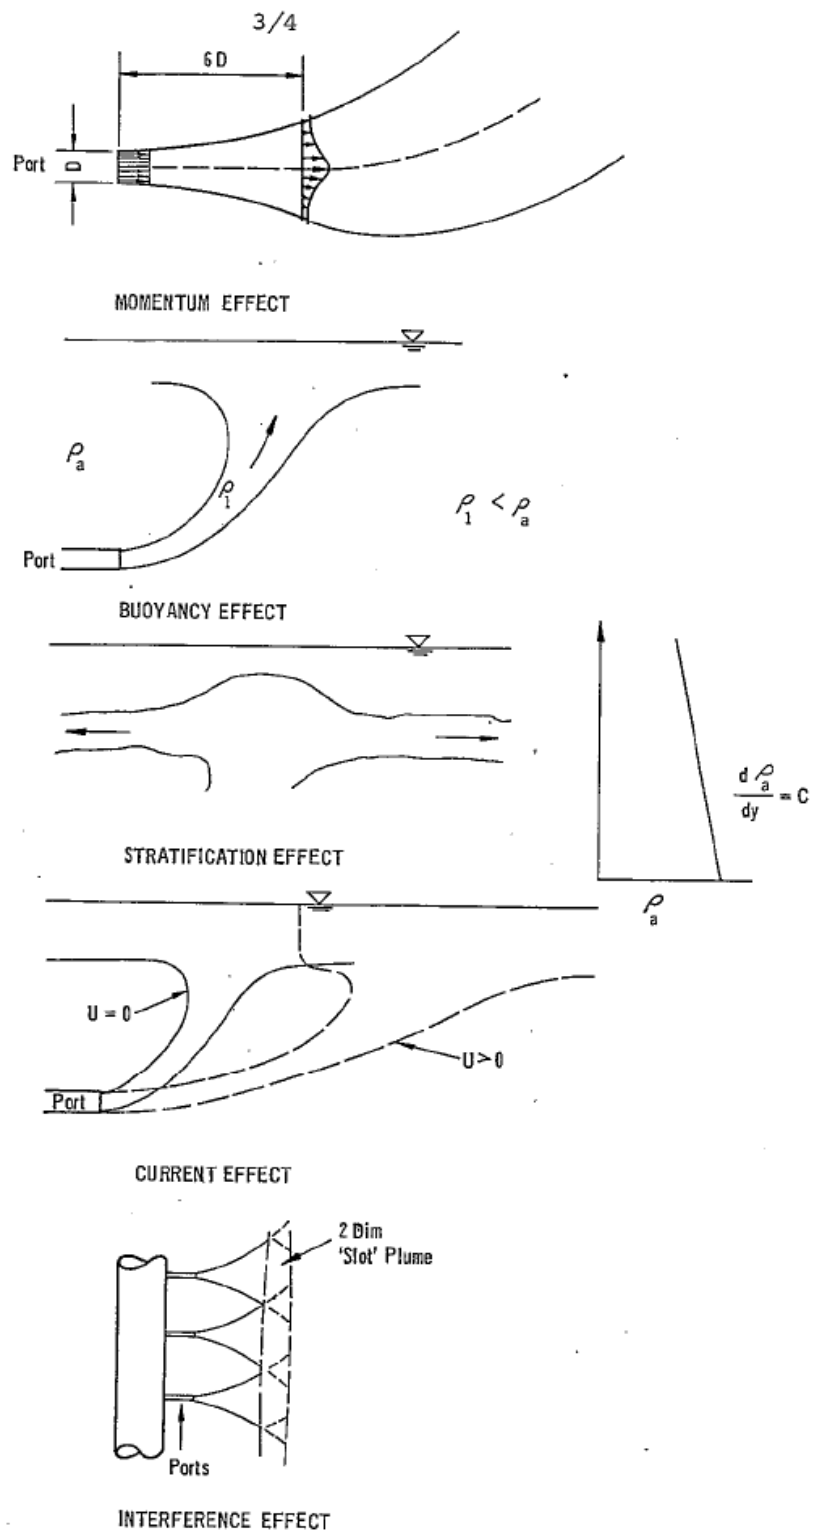 3/4
6 D
Port
D
MOMENTUM EFFECT
ρa
ρ1
ρ1 < ρa
Port
BUOYANCY EFFECT
dρa
dy
= C
STRATIFICATION EFFECT
ρa
U = 0
U > 0
Port
CURRENT EFFECT
2 Dim
'Slot' Plume
Ports
INTERFERENCE EFFECT